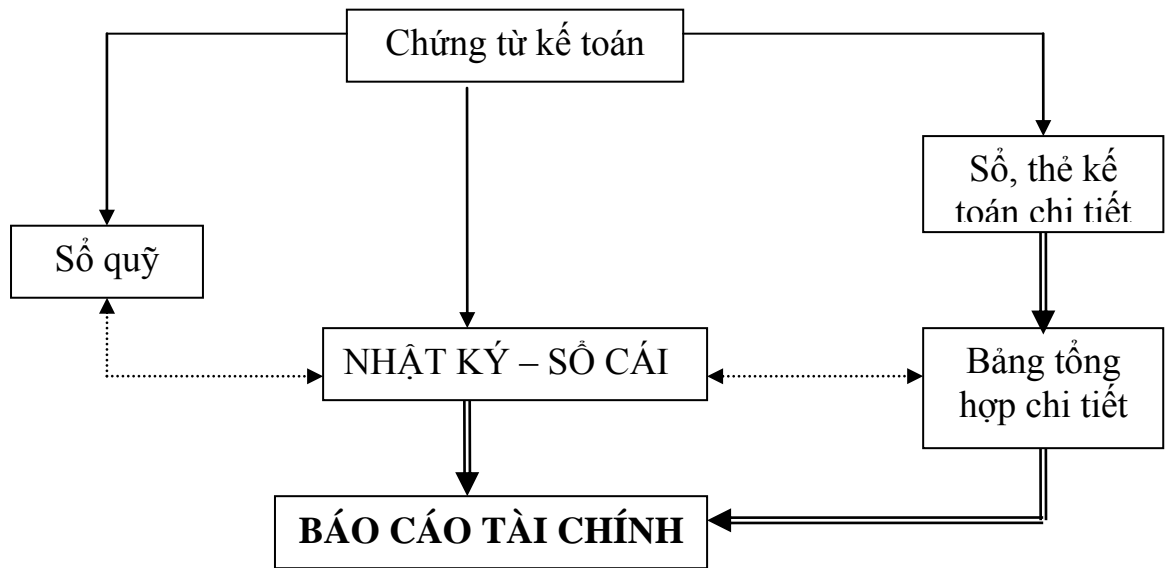 Chứng từ kế toán
Sổ, thẻ kế
toán chi tiết
Sổ quỹ
NHẬT KÝ – SỔ CÁI
Bảng tổng
hợp chi tiết
BÁO CÁO TÀI CHÍNH